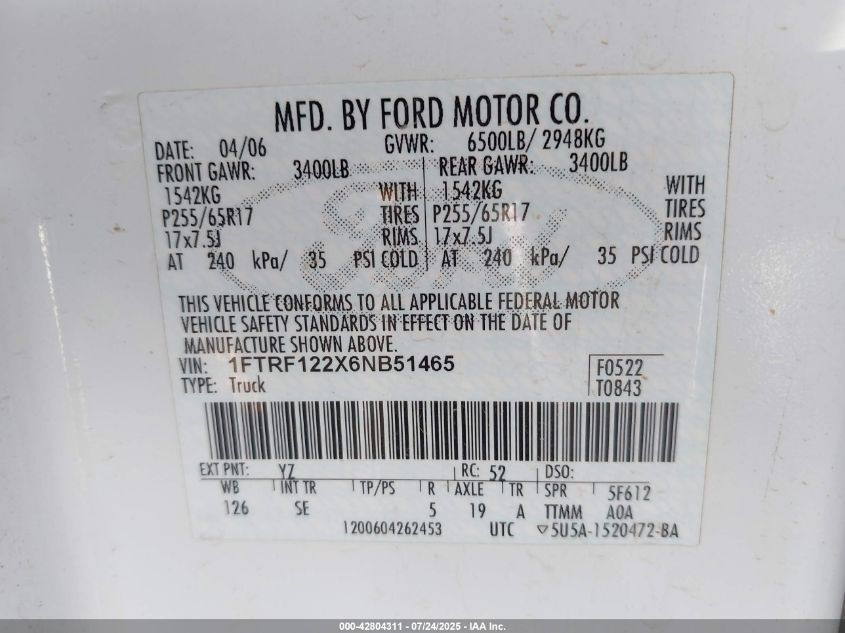 MFD. BY FORD MOTOR CO.
DATE: 04/06 GVWR: 6500LB/ 2948KG
FRONT GAWR: 3400LB REAR GAWR: 3400LB
1542KG WITH 1542KG WITH
P255/65R17 TIRES P255/65R17 TIRES
17x7.5J RIMS 17x7.5J RIMS
AT 240 kPa/ 35 PSI COLD AT 240 kPa/ 35 PSI COLD
THIS VEHICLE CONFORMS TO ALL APPLICABLE FEDERAL MOTOR
VEHICLE SAFETY STANDARDS IN EFFECT ON THE DATE OF
MANUFACTURE SHOWN ABOVE.
VIN: 1FTRF122X6NB51465 F0522
TYPE: Truck T0843
EXT PNT: YZ RC: 52 DSO:
WB INT TR TP/PS R AXLE TR SPR 5F612
126 SE 5 19 A TTMM A0A
1200604262453 UTC ▽5U5A-1520472-BA
000-42804311 - 07/24/2025 - IAA Inc.